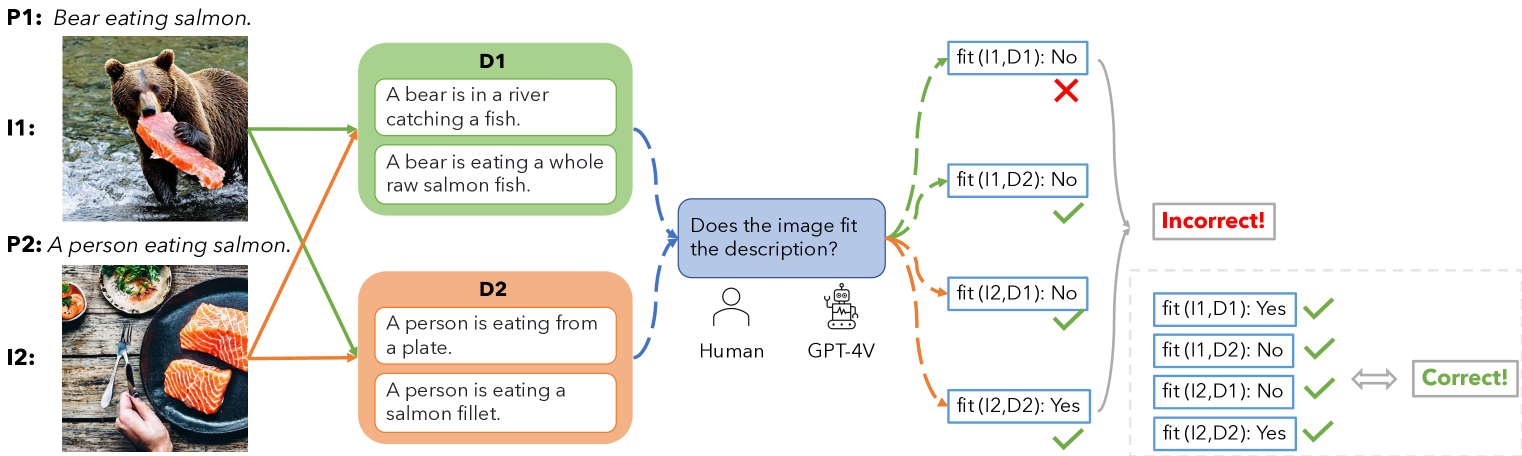 P1: Bear eating salmon.
I1:
P2: A person eating salmon.
I2:
D1
A bear is in a river
catching a fish.
A bear is eating a whole
raw salmon fish.
D2
A person is eating from
a plate.
A person is eating a
salmon fillet.
Does the image fit
the description?
Human
GPT-4V
fit (I1,D1): No
fit (I1,D2): No
fit (I2,D1): No
fit (I2,D2): Yes
Incorrect!
fit (I1,D1): Yes
fit (I1,D2): No
fit (I2,D1): No
fit (I2,D2): Yes
Correct!